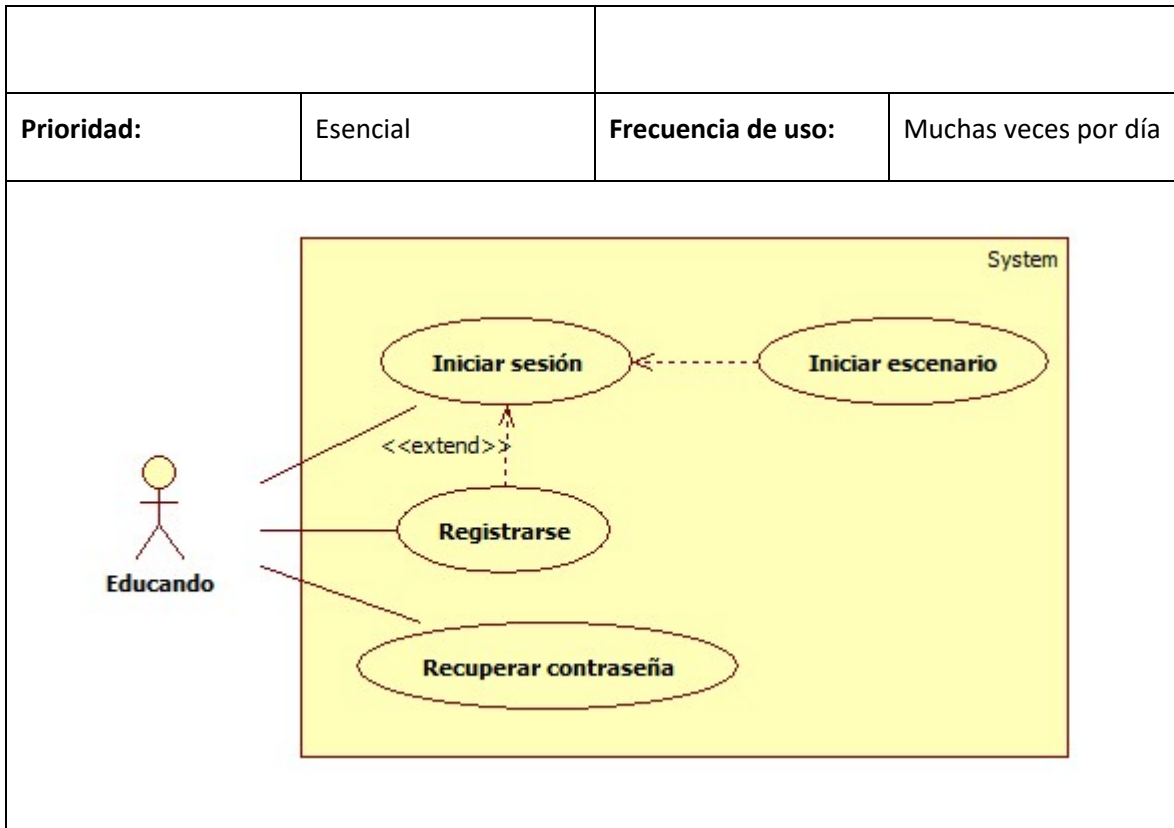 Prioridad: Esencial Frecuencia de uso: Muchas veces por día
System
Iniciar sesión
Iniciar escenario
<<extend>>
Registrarse
Educando
Recuperar contraseña